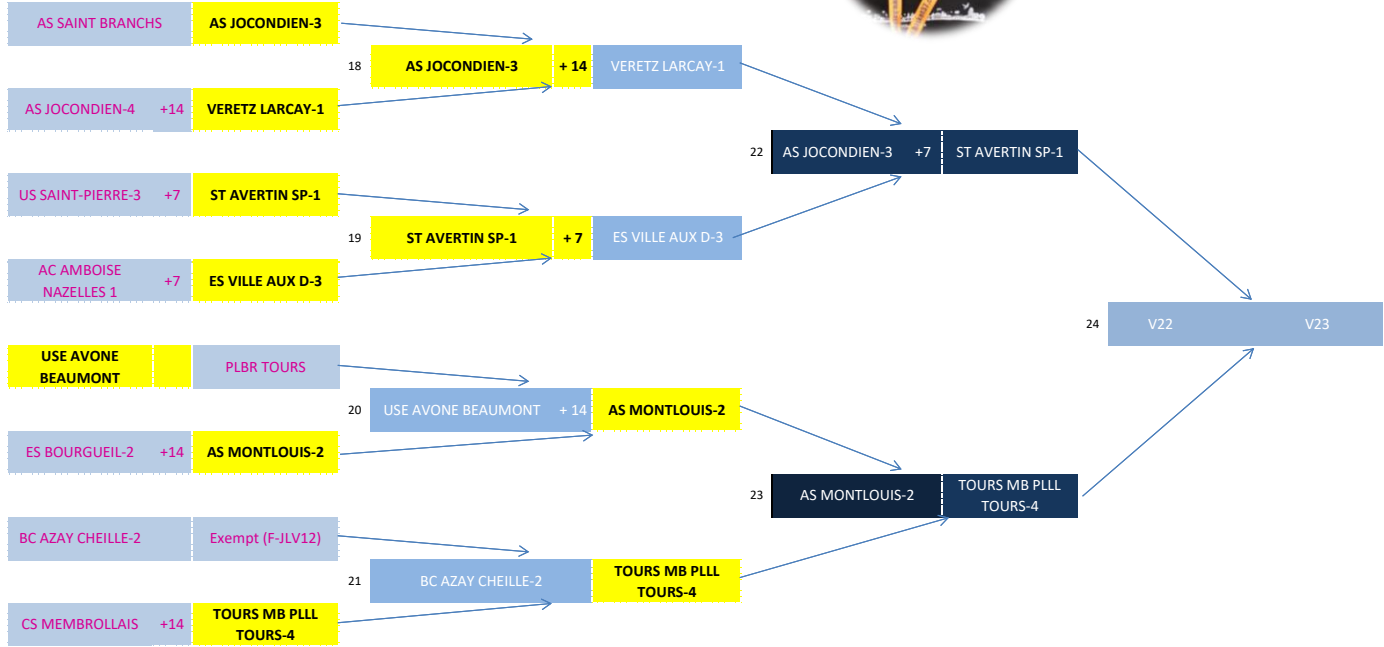 AS SAINT BRANCHS AS JOCONDIEN-3
18 AS JOCONDIEN-3 + 14 VERETZ LARCAY-1
AS JOCONDIEN-4 +14 VERETZ LARCAY-1
22 AS JOCONDIEN-3 +7 ST AVERTIN SP-1
US SAINT-PIERRE-3 +7 ST AVERTIN SP-1
19 ST AVERTIN SP-1 + 7 ES VILLE AUX D-3
AC AMBOISE
NAZELLES 1 +7 ES VILLE AUX D-3
24 V22 V23
USE AVONE
BEAUMONT PLBR TOURS
20 USE AVONE BEAUMONT + 14 AS MONTLOUIS-2
ES BOURGUEIL-2 +14 AS MONTLOUIS-2
23 AS MONTLOUIS-2 TOURS MB PLLL
TOURS-4
BC AZAY CHEILLE-2 Exempt (F-JLV12)
21 BC AZAY CHEILLE-2 TOURS MB PLLL
TOURS-4
CS MEMBROLLAIS +14 TOURS MB PLLL
TOURS-4